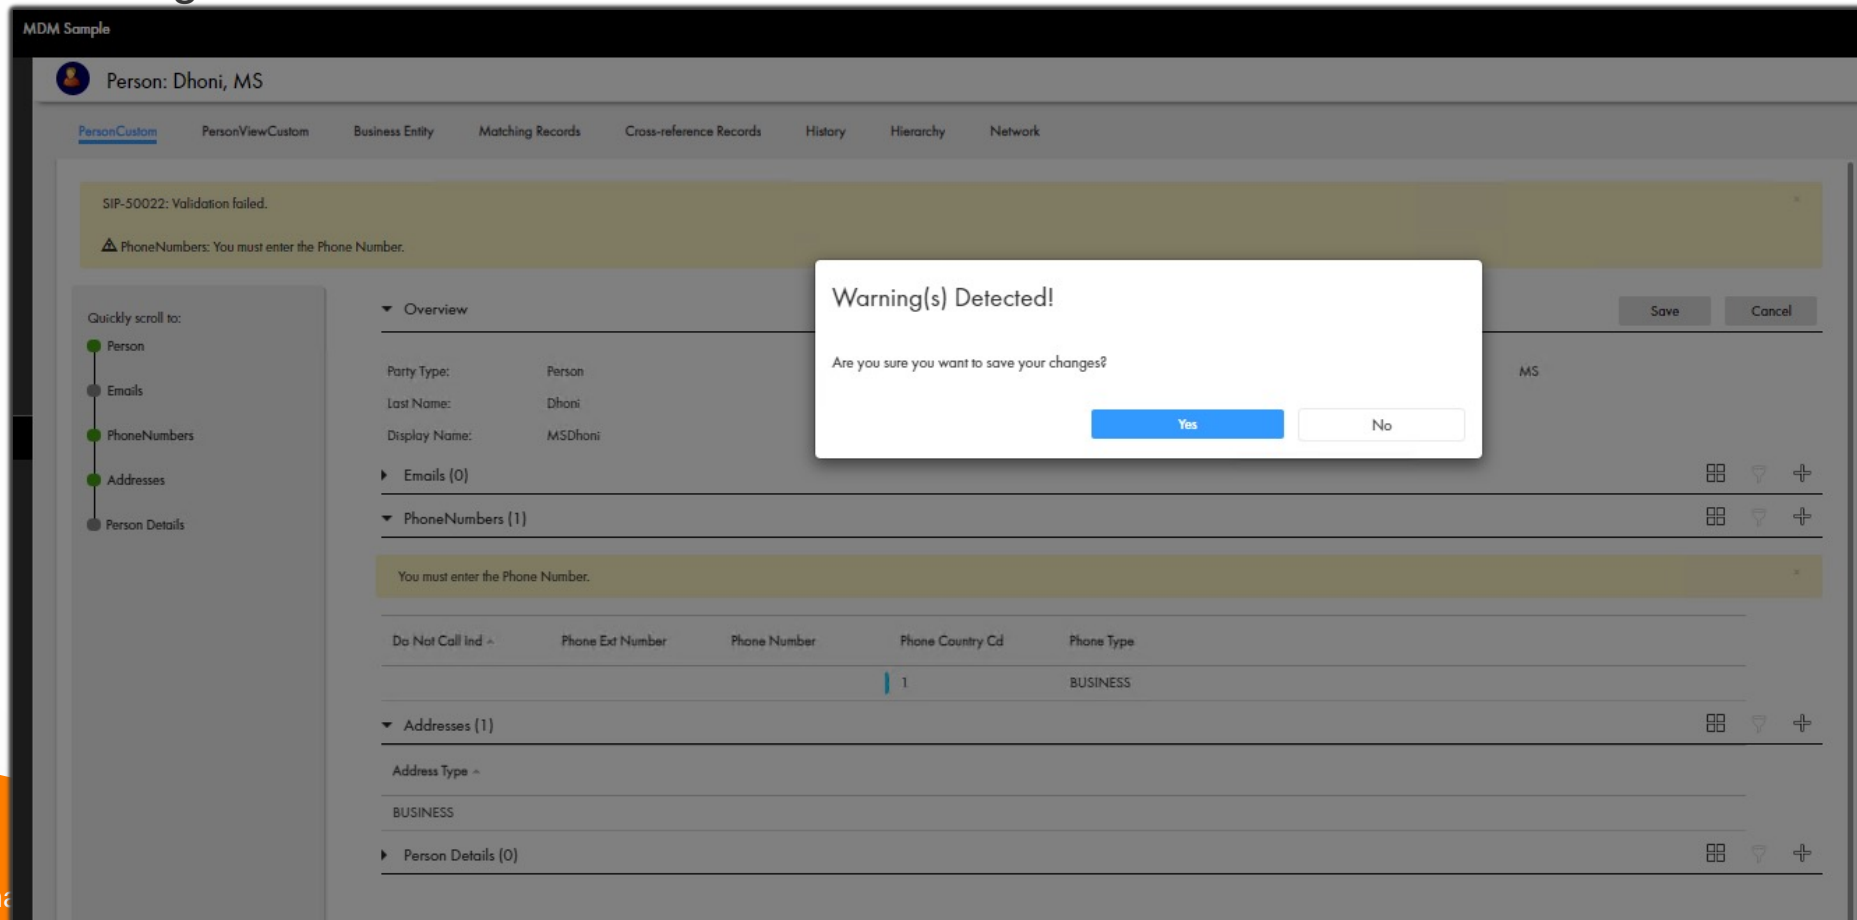 MDM Sample
Person: Dhoni, MS
PersonCustom PersonViewCustom Business Entity Matching Records Cross-reference Records History Hierarchy Network
SIP-50022: Validation failed.
PhoneNumbers: You must enter the Phone Number.
Warning(s) Detected!
Are you sure you want to save your changes?
Yes No
Quickly scroll to:
Person
Emails
PhoneNumbers
Addresses
Person Details
Overview
Save Cancel
Party Type: Person MS
Last Name: Dhoni
Display Name: MSDhoni
Emails (0)
PhoneNumbers (1)
You must enter the Phone Number.
Do Not Call Ind Phone Ext Number Phone Number Phone Country Cd Phone Type
1 BUSINESS
Addresses (1)
Address Type
BUSINESS
Person Details (0)